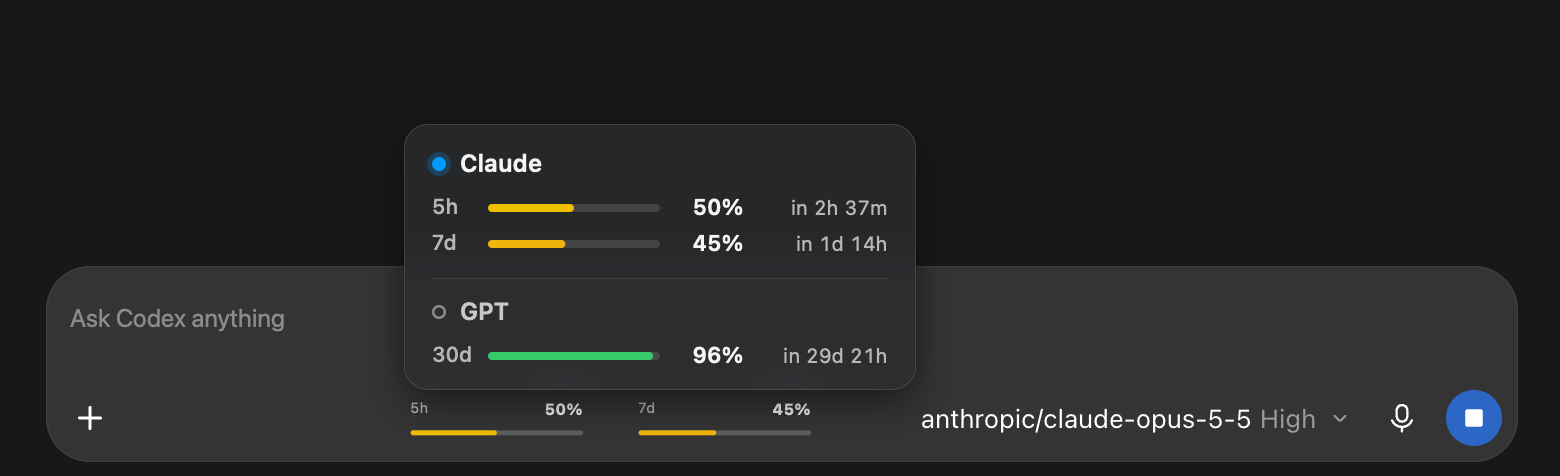 Claude
5h 50% in 2h 37m
7d 45% in 1d 14h
GPT
30d 96% in 29d 21h
Ask Codex anything
5h 50% 7d 45%
anthropic/claude-opus-5-5 High